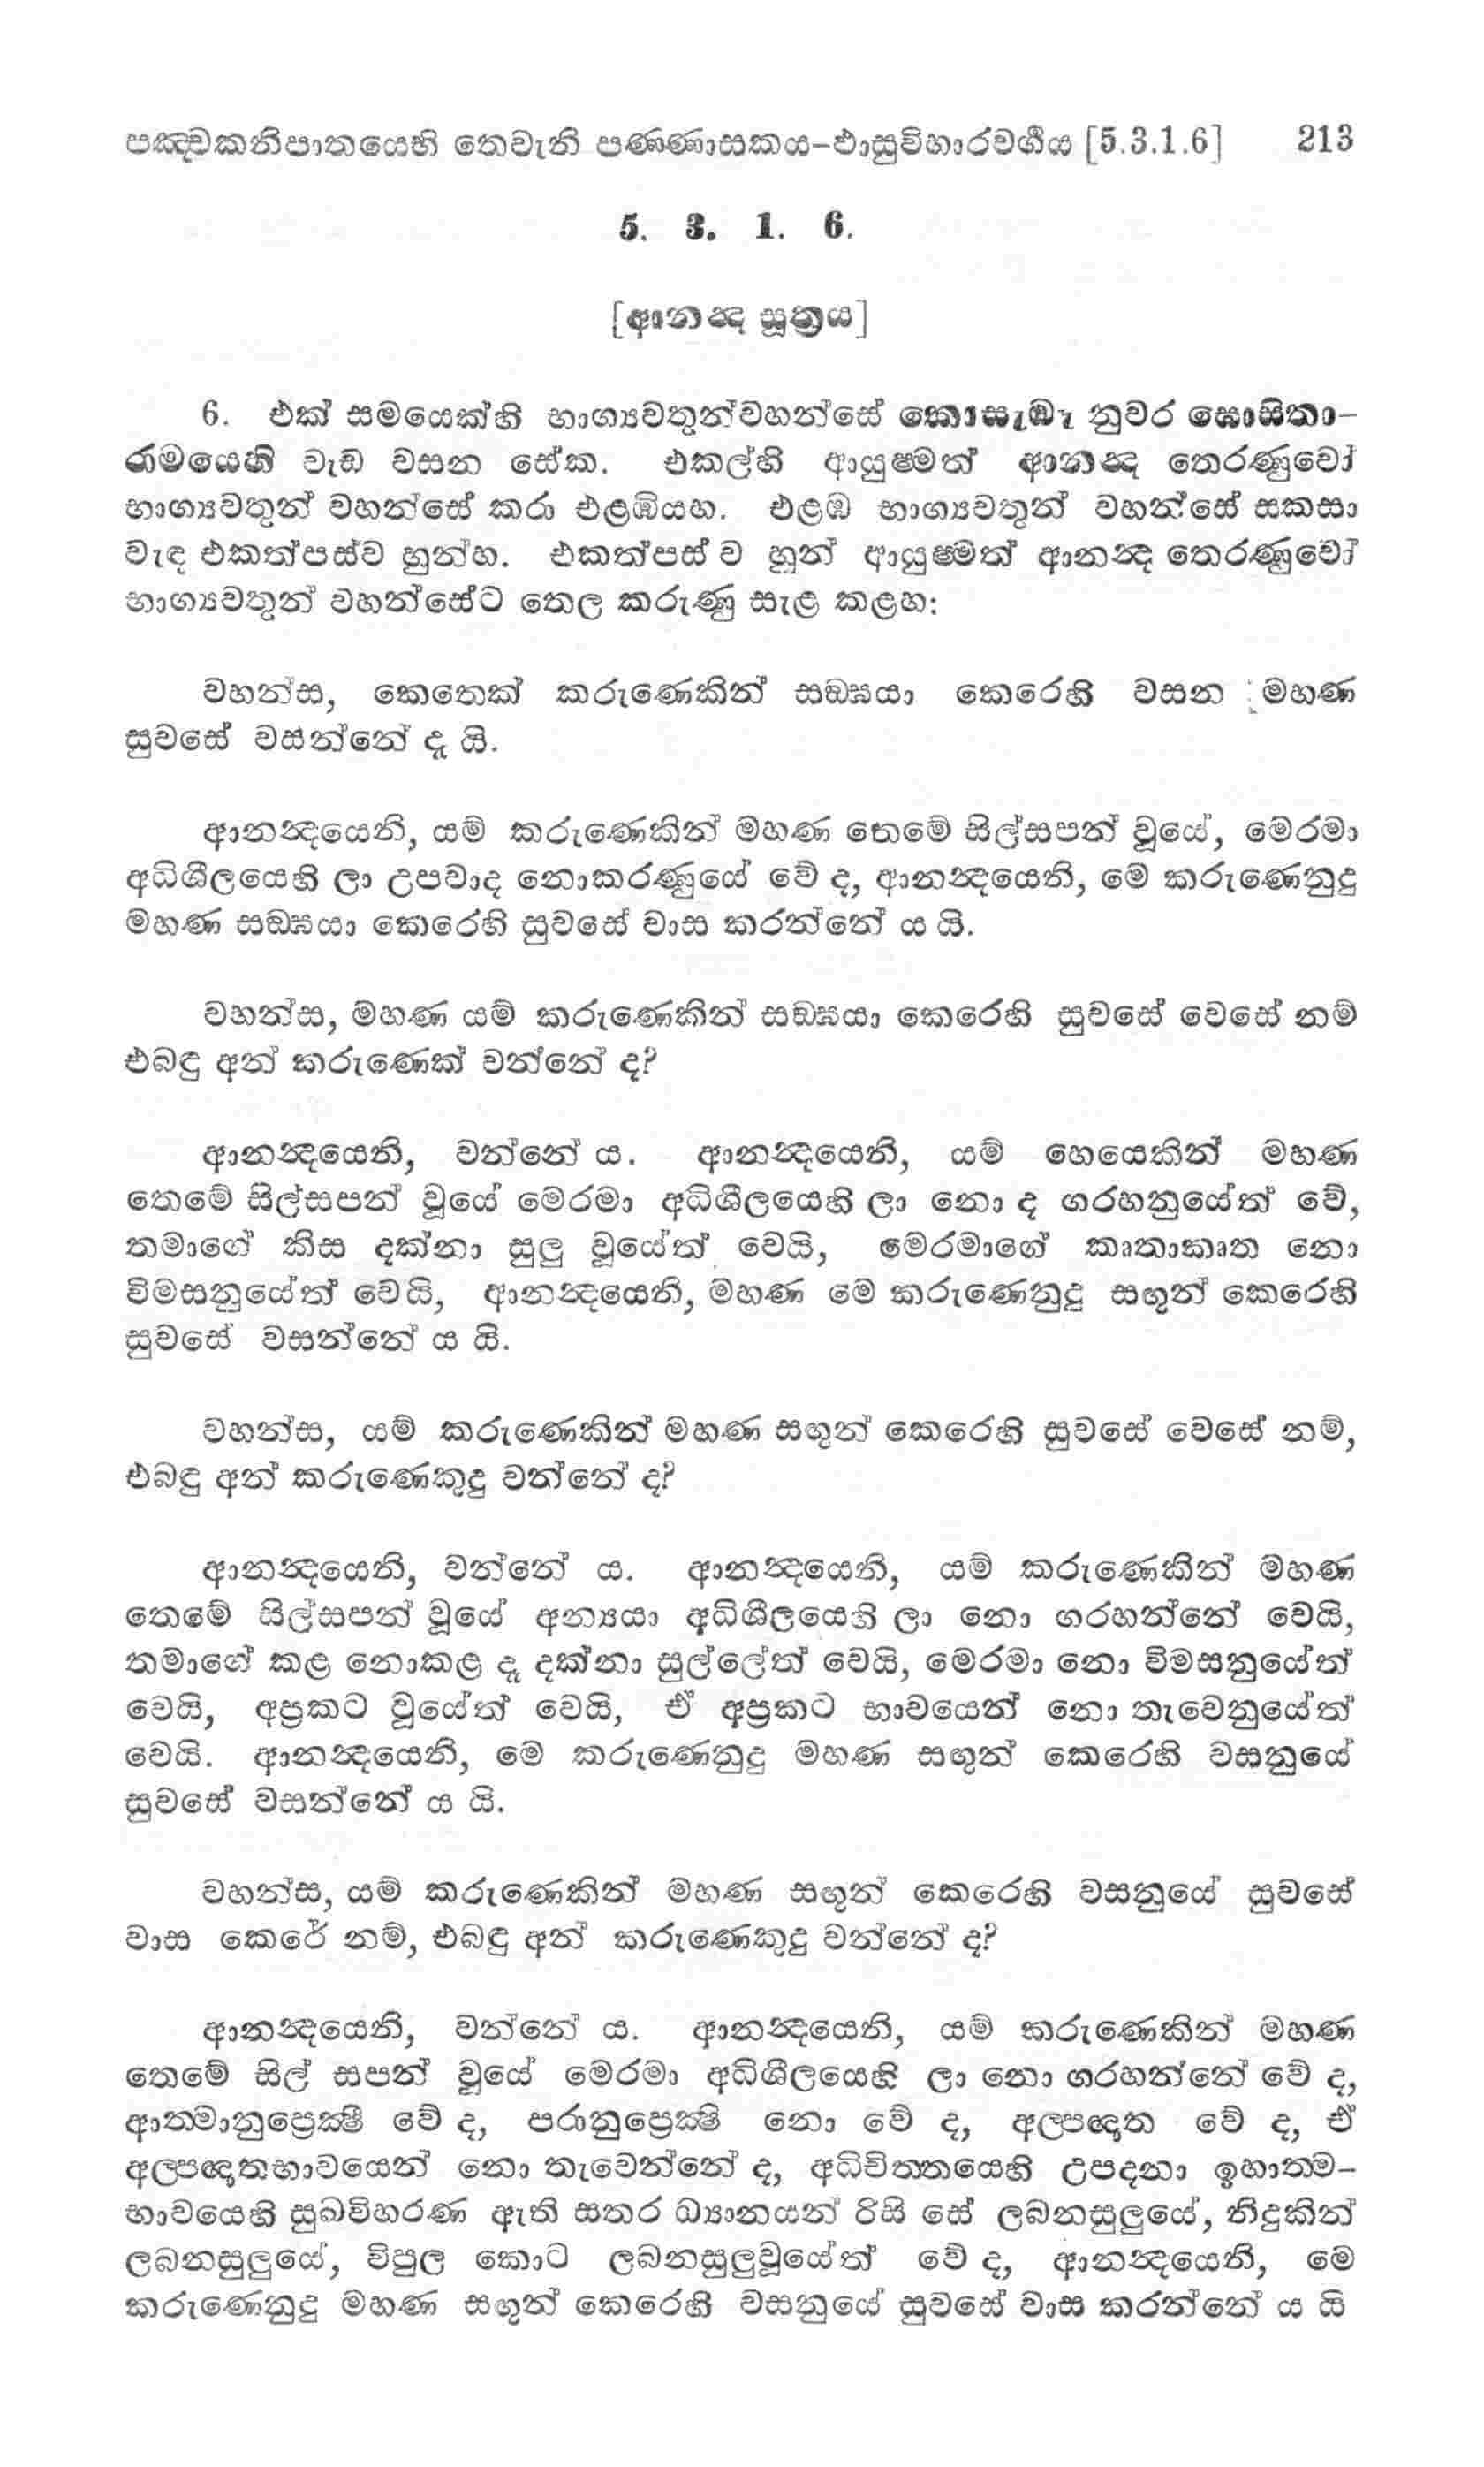 පඤ්චකනිපාතයෙහි තෙවැනි පණ්ණාසකය-ඵාසුවිහාරවර්ගය [5.3.1.6] 213
5. 3. 1. 6.
[ආනන්ද සූත්‍රය]
6. එක් සමයෙක්හි භාග්‍යවතුන්වහන්සේ කොසැඹෑ නුවර ඝොසිතා-
රාමයෙහි වැඩ වසන සේක. එකල්හි ආයුෂ්මත් ආනන්ද තෙරණුවෝ
භාග්‍යවතුන් වහන්සේ කරා එළඹියහ. එළඹ භාග්‍යවතුන් වහන්සේ සකසා
වැඳ එකත්පස්ව හුන්හ. එකත්පස් ව හුන් ආයුෂ්මත් ආනන්ද තෙරණුවෝ
භාග්‍යවතුන් වහන්සේට තෙල කරුණු සැළ කළහ:
වහන්ස, කෙතෙක් කරුණෙකින් සඞ්ඝයා කෙරෙහි වසන මහණ
සුවසේ වසන්නේ දැ යි.
ආනන්දයෙනි, යම් කරුණෙකින් මහණ තෙමේ සිල්සපන් වූයේ, මෙරමා
අධිශීලයෙහි ලා උපවාද නොකරණුයේ වේ ද, ආනන්දයෙනි, මෙ කරුණෙනුදු
මහණ සඞ්ඝයා කෙරෙහි සුවසේ වාස කරන්නේ ය යි.
වහන්ස, මහණ යම් කරුණෙකින් සඞ්ඝයා කෙරෙහි සුවසේ වෙසේ නම්
එබඳු අන් කරුණෙක් වන්නේ ද?
ආනන්දයෙනි, වන්නේ ය. ආනන්දයෙනි, යම් හෙයෙකින් මහණ
තෙමේ සිල්සපන් වූයේ මෙරමා අධිශීලයෙහි ලා නො ද ගරහනුයේත් වේ,
තමාගේ කිස දක්නා සුලු වූයේත් වෙයි, මෙරමාගේ කෘතාකෘත නො
විමසනුයේත් වෙයි, ආනන්දයෙනි, මහණ මෙ කරුණෙනුදු සඟුන් කෙරෙහි
සුවසේ වසන්නේ ය යි.
වහන්ස, යම් කරුණෙකින් මහණ සඟුන් කෙරෙහි සුවසේ වෙසේ නම්,
එබඳු අන් කරුණෙකුදු වන්නේ ද?
ආනන්දයෙනි, වන්නේ ය. ආනන්දයෙනි, යම් කරුණෙකින් මහණ
තෙමේ සිල්සපන් වූයේ අන්‍යයා අධිශීලයෙහි ලා නො ගරහන්නේ වෙයි,
තමාගේ කළ නොකළ දෑ දක්නා සුල්ලේත් වෙයි, මෙරමා නො විමසනුයේත්
වෙයි, අප්‍රකට වූයේත් වෙයි, ඒ අප්‍රකට භාවයෙන් නො තැවෙනුයේත්
වෙයි. ආනන්දයෙනි, මෙ කරුණෙනුදු මහණ සඟුන් කෙරෙහි වසනුයේ
සුවසේ වසන්නේ ය යි.
වහන්ස, යම් කරුණෙකින් මහණ සඟුන් කෙරෙහි වසනුයේ සුවසේ
වාස කෙරේ නම්, එබඳු අන් කරුණෙකුදු වන්නේ ද?
ආනන්දයෙනි, වන්නේ ය. ආනන්දයෙනි, යම් කරුණෙකින් මහණ
තෙමේ සිල් සපන් වූයේ මෙරමා අධිශීලයෙහි ලා නො ගරහන්නේ වේ ද,
ආත්මානුප්‍රෙක්‍ෂී වේ ද, පරානුප්‍රෙක්‍ෂි නො වේ ද, අල්පඥාත වේ ද, ඒ
අල්පඥාතභාවයෙන් නො තැවෙන්නේ ද, අධිචිත්තයෙහි උපදනා ඉහාත්ම-
භාවයෙහි සුඛවිහරණ ඇති සතර ධ්‍යානයන් රිසි සේ ලබනසුලුයේ, නිදුකින්
ලබනසුලුයේ, විපුල කොට ලබනසුලුවූයේත් වේ ද, ආනන්දයෙනි, මෙ
කරුණෙනුදු මහණ සඟුන් කෙරෙහි වසනුයේ සුවසේ වාස කරන්නේ ය යි